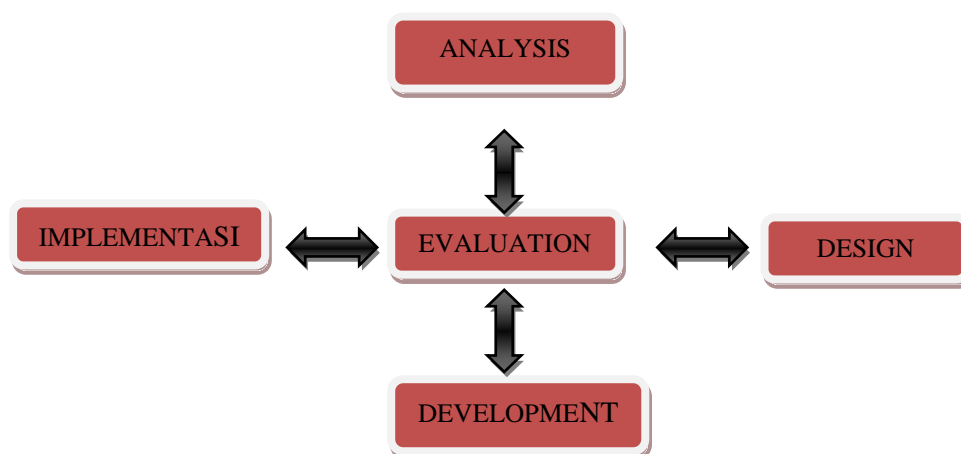 ANALYSIS
IMPLEMENTASI
EVALUATION
DESIGN
DEVELOPMENT